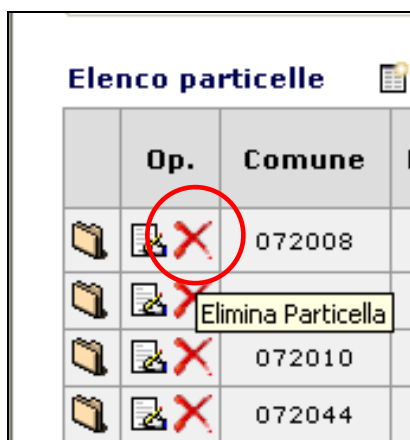 Elenco particelle
Op. Comune
072008
Elimina Particella
072010
072044